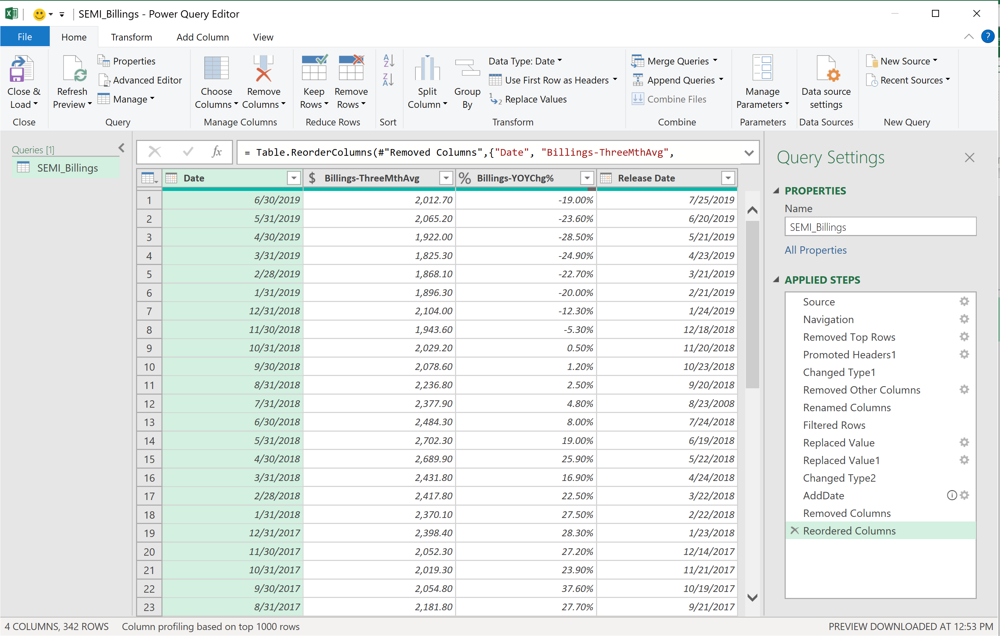 SEMI_Billings - Power Query Editor
File Home Transform Add Column View
Close & Load
Refresh Preview
Properties
Advanced Editor
Manage
Choose Columns
Remove Columns
Keep Rows
Remove Rows
A Z
Z A
Split Column
Group By
Data Type: Date
Use First Row as Headers
1 2 Replace Values
Merge Queries
Append Queries
Combine Files
Manage Parameters
Data source settings
New Source
Recent Sources
Close Query Manage Columns Reduce Rows Sort Transform Combine Parameters Data Sources New Query
Queries [1]
SEMI_Billings
fx = Table.ReorderColumns(#"Removed Columns",{"Date", "Billings-ThreeMthAvg",
Date $ Billings-ThreeMthAvg % Billings-YOYChg% Release Date
1 6/30/2019 2,012.70 -19.00% 7/25/2019
2 5/31/2019 2,065.20 -23.60% 6/20/2019
3 4/30/2019 1,922.00 -28.50% 5/21/2019
4 3/31/2019 1,825.30 -24.90% 4/23/2019
5 2/28/2019 1,868.10 -22.70% 3/21/2019
6 1/31/2019 1,896.30 -20.00% 2/21/2019
7 12/31/2018 2,104.00 -12.30% 1/24/2019
8 11/30/2018 1,943.60 -5.30% 12/18/2018
9 10/31/2018 2,029.20 0.50% 11/20/2018
10 9/30/2018 2,078.60 1.20% 10/23/2018
11 8/31/2018 2,236.80 2.50% 9/20/2018
12 7/31/2018 2,377.90 4.80% 8/23/2008
13 6/30/2018 2,484.30 8.00% 7/24/2018
14 5/31/2018 2,702.30 19.00% 6/19/2018
15 4/30/2018 2,689.90 25.90% 5/22/2018
16 3/31/2018 2,431.80 16.90% 4/24/2018
17 2/28/2018 2,417.80 22.50% 3/22/2018
18 1/31/2018 2,370.10 27.50% 2/22/2018
19 12/31/2017 2,398.40 28.30% 1/23/2018
20 11/30/2017 2,052.30 27.20% 12/14/2017
21 10/31/2017 2,019.30 23.90% 11/21/2017
22 9/30/2017 2,054.80 37.60% 10/19/2017
23 8/31/2017 2,181.80 27.70% 9/21/2017
Query Settings
PROPERTIES
Name
SEMI_Billings
All Properties
APPLIED STEPS
Source
Navigation
Removed Top Rows
Promoted Headers1
Changed Type1
Removed Other Columns
Renamed Columns
Filtered Rows
Replaced Value
Replaced Value1
Changed Type2
AddDate
Removed Columns
Reordered Columns
4 COLUMNS, 342 ROWS Column profiling based on top 1000 rows PREVIEW DOWNLOADED AT 12:53 PM